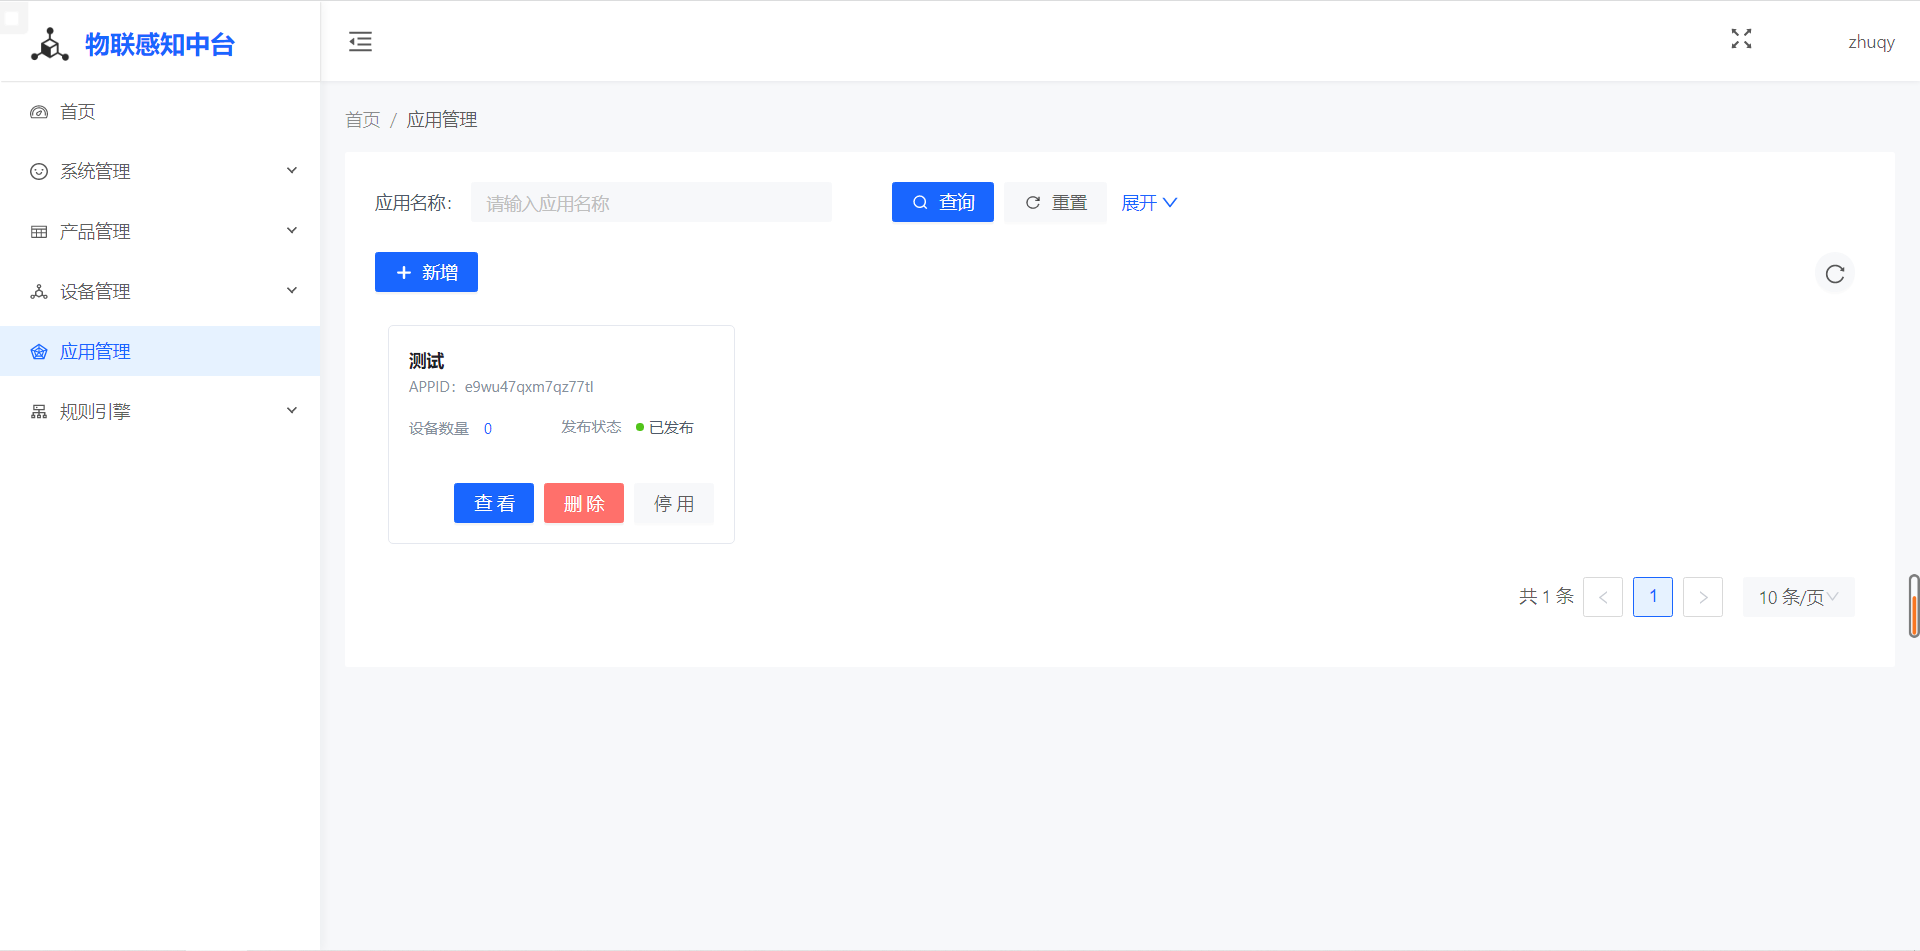 物联感知中台
zhuqy
首页
系统管理
产品管理
设备管理
应用管理
规则引擎
首页 / 应用管理
应用名称: 请输入应用名称 查询 重置 展开
新增
测试
APPID: e9wu47qxm7qz77tl
设备数量 0 发布状态 已发布
查看 删除 停用
共 1 条 < 1 > 10 条/页